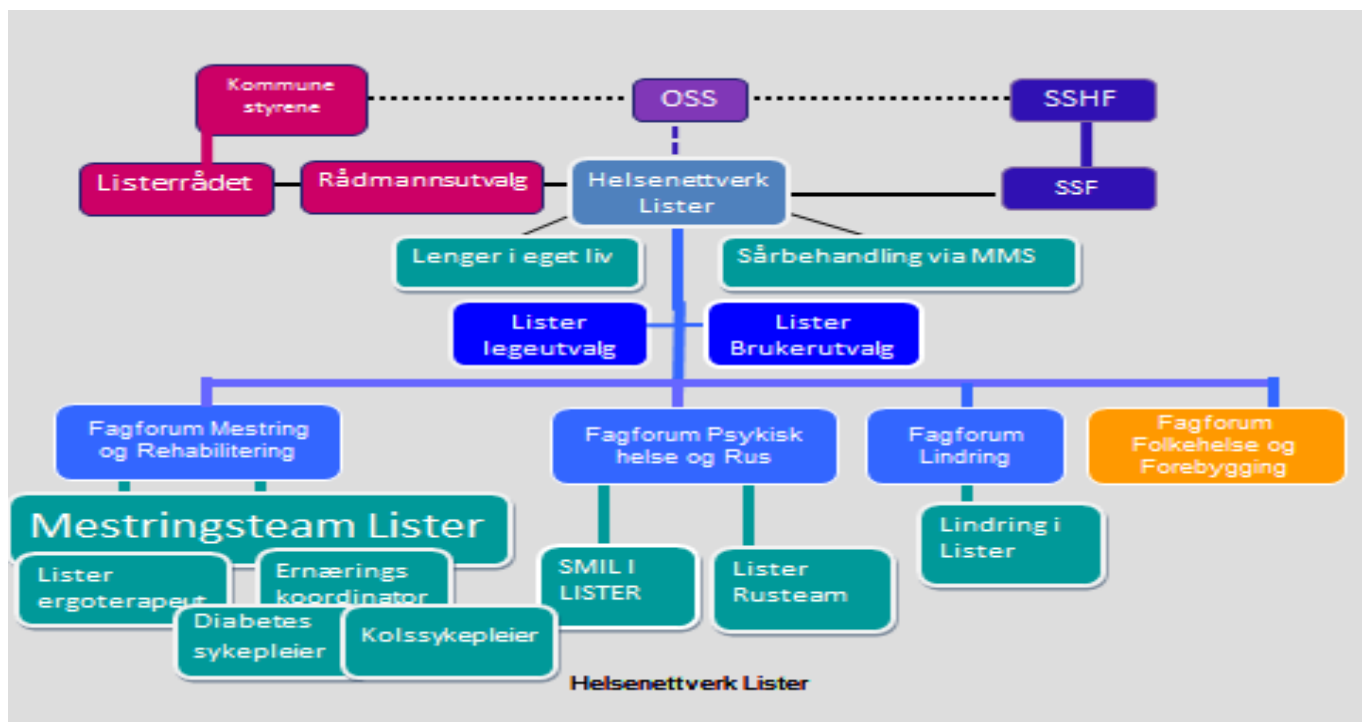 Kommune
styrene
OSS
SSHF
Listerrådet
Rådmannsutvalg
Helsenettverk
Lister
SSF
Lenger i eget liv
Sårbehandling via MMS
Lister
legeutvalg
Lister
Brukerutvalg
Fagforum Mestring
og Rehabilitering
Fagforum Psykisk
helse og Rus
Fagforum
Lindring
Fagforum
Folkehelse og
Forebygging
Mestringsteam Lister
Lister
ergoterapeut
Ernærings
koordinator
Diabetes
sykepleier
Kolssykepleier
SMIL I
LISTER
Lister
Rusteam
Lindring i
Lister
Helsenettverk Lister